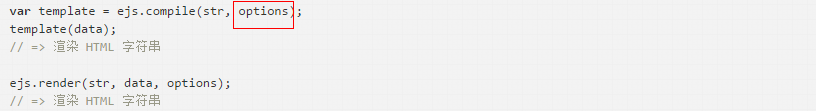 var template = ejs.compile(str, options);
template(data);
// => 渲染 HTML 字符串
ejs.render(str, data, options);
// => 渲染 HTML 字符串